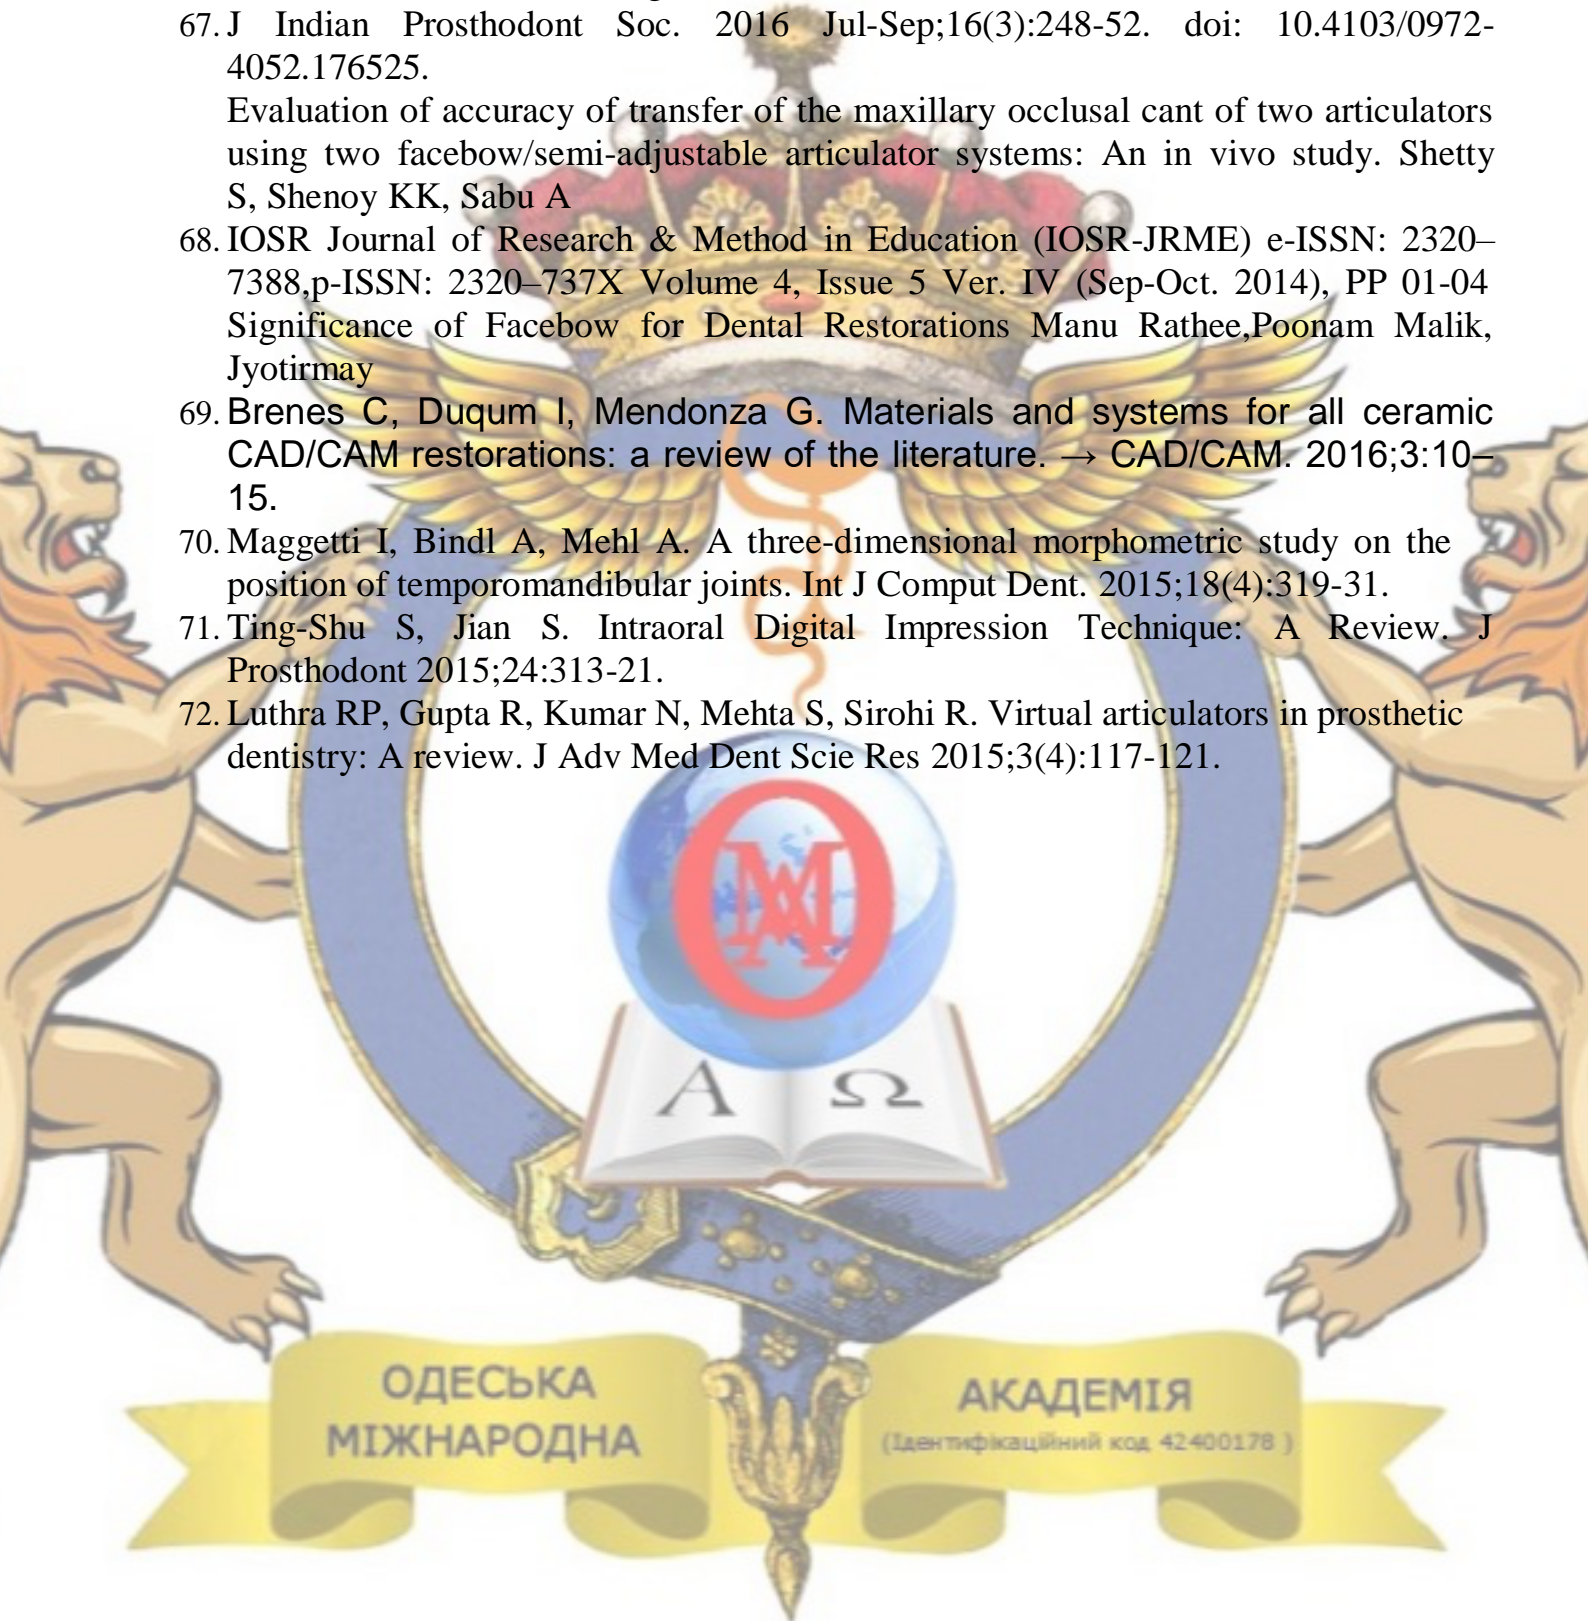 67. J Indian Prosthodont Soc. 2016 Jul-Sep;16(3):248-52. doi: 10.4103/0972-
4052.176525.
Evaluation of accuracy of transfer of the maxillary occlusal cant of two articulators
using two facebow/semi-adjustable articulator systems: An in vivo study. Shetty
S, Shenoy KK, Sabu A
68. IOSR Journal of Research & Method in Education (IOSR-JRME) e-ISSN: 2320–
7388,p-ISSN: 2320–737X Volume 4, Issue 5 Ver. IV (Sep-Oct. 2014), PP 01-04
Significance of Facebow for Dental Restorations Manu Rathee,Poonam Malik,
Jyotirmay
69. Brenes C, Duqum I, Mendonza G. Materials and systems for all ceramic
CAD/CAM restorations: a review of the literature. → CAD/CAM. 2016;3:10–
15.
70. Maggetti I, Bindl A, Mehl A. A three-dimensional morphometric study on the
position of temporomandibular joints. Int J Comput Dent. 2015;18(4):319-31.
71. Ting-Shu S, Jian S. Intraoral Digital Impression Technique: A Review. J
Prosthodont 2015;24:313-21.
72. Luthra RP, Gupta R, Kumar N, Mehta S, Sirohi R. Virtual articulators in prosthetic
dentistry: A review. J Adv Med Dent Scie Res 2015;3(4):117-121.
ОМА
Α Ω
ОДЕСЬКА
МІЖНАРОДНА
АКАДЕМІЯ
(Ідентифікаційний код 42400178 )